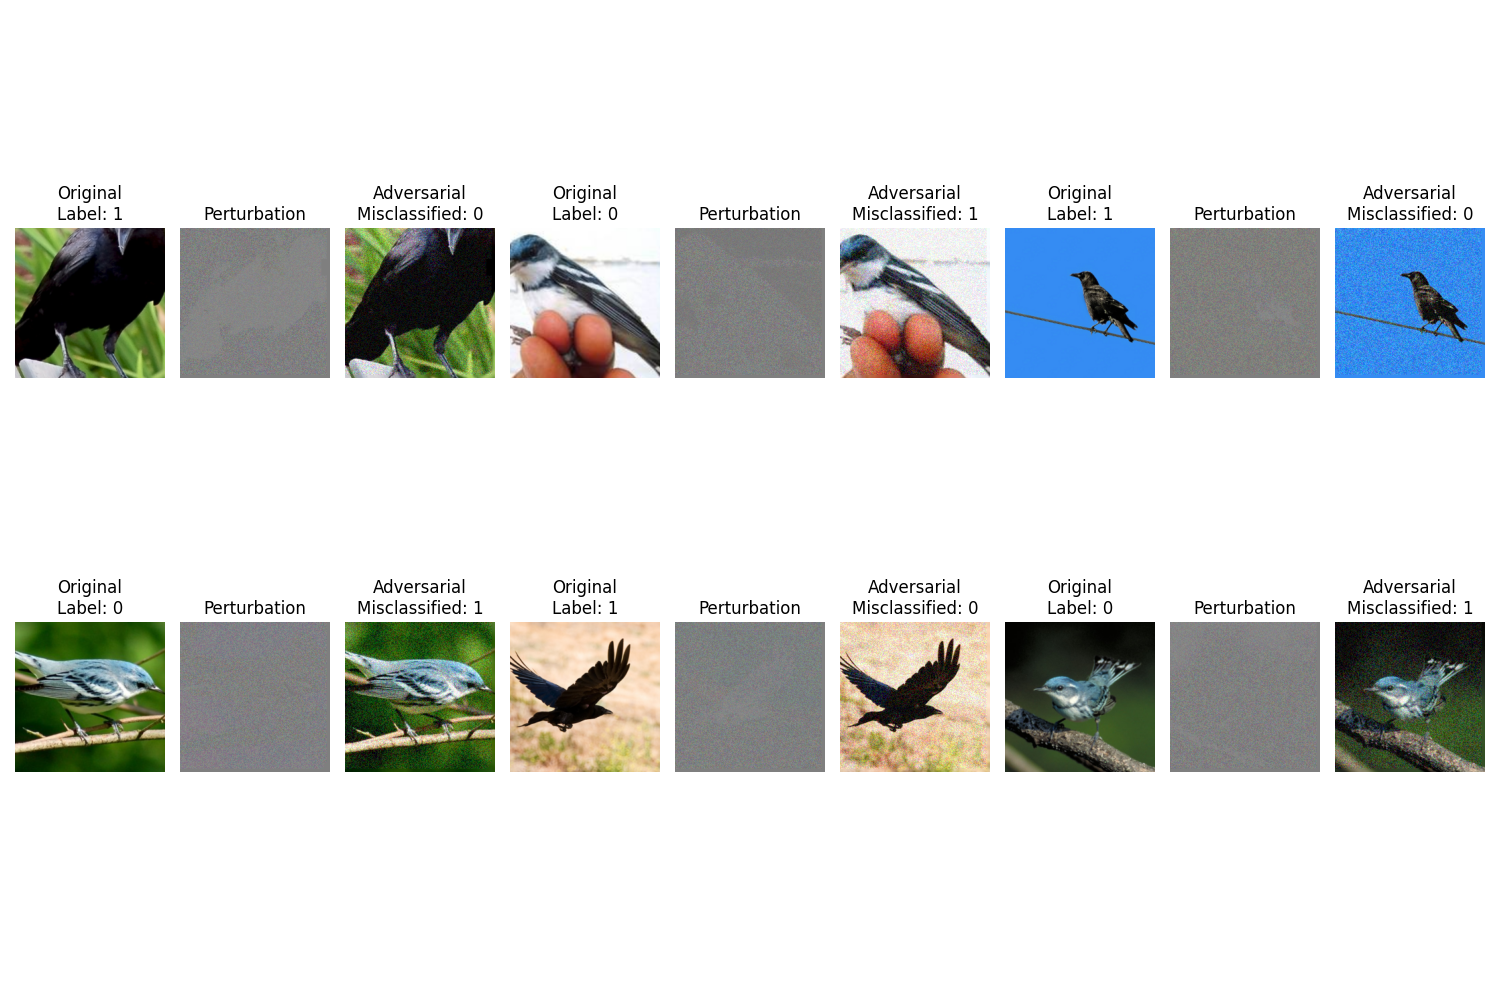 Original
Label: 1
Perturbation
Adversarial
Misclassified: 0
Original
Label: 0
Perturbation
Adversarial
Misclassified: 1
Original
Label: 1
Perturbation
Adversarial
Misclassified: 0
Original
Label: 0
Perturbation
Adversarial
Misclassified: 1
Original
Label: 1
Perturbation
Adversarial
Misclassified: 0
Original
Label: 0
Perturbation
Adversarial
Misclassified: 1